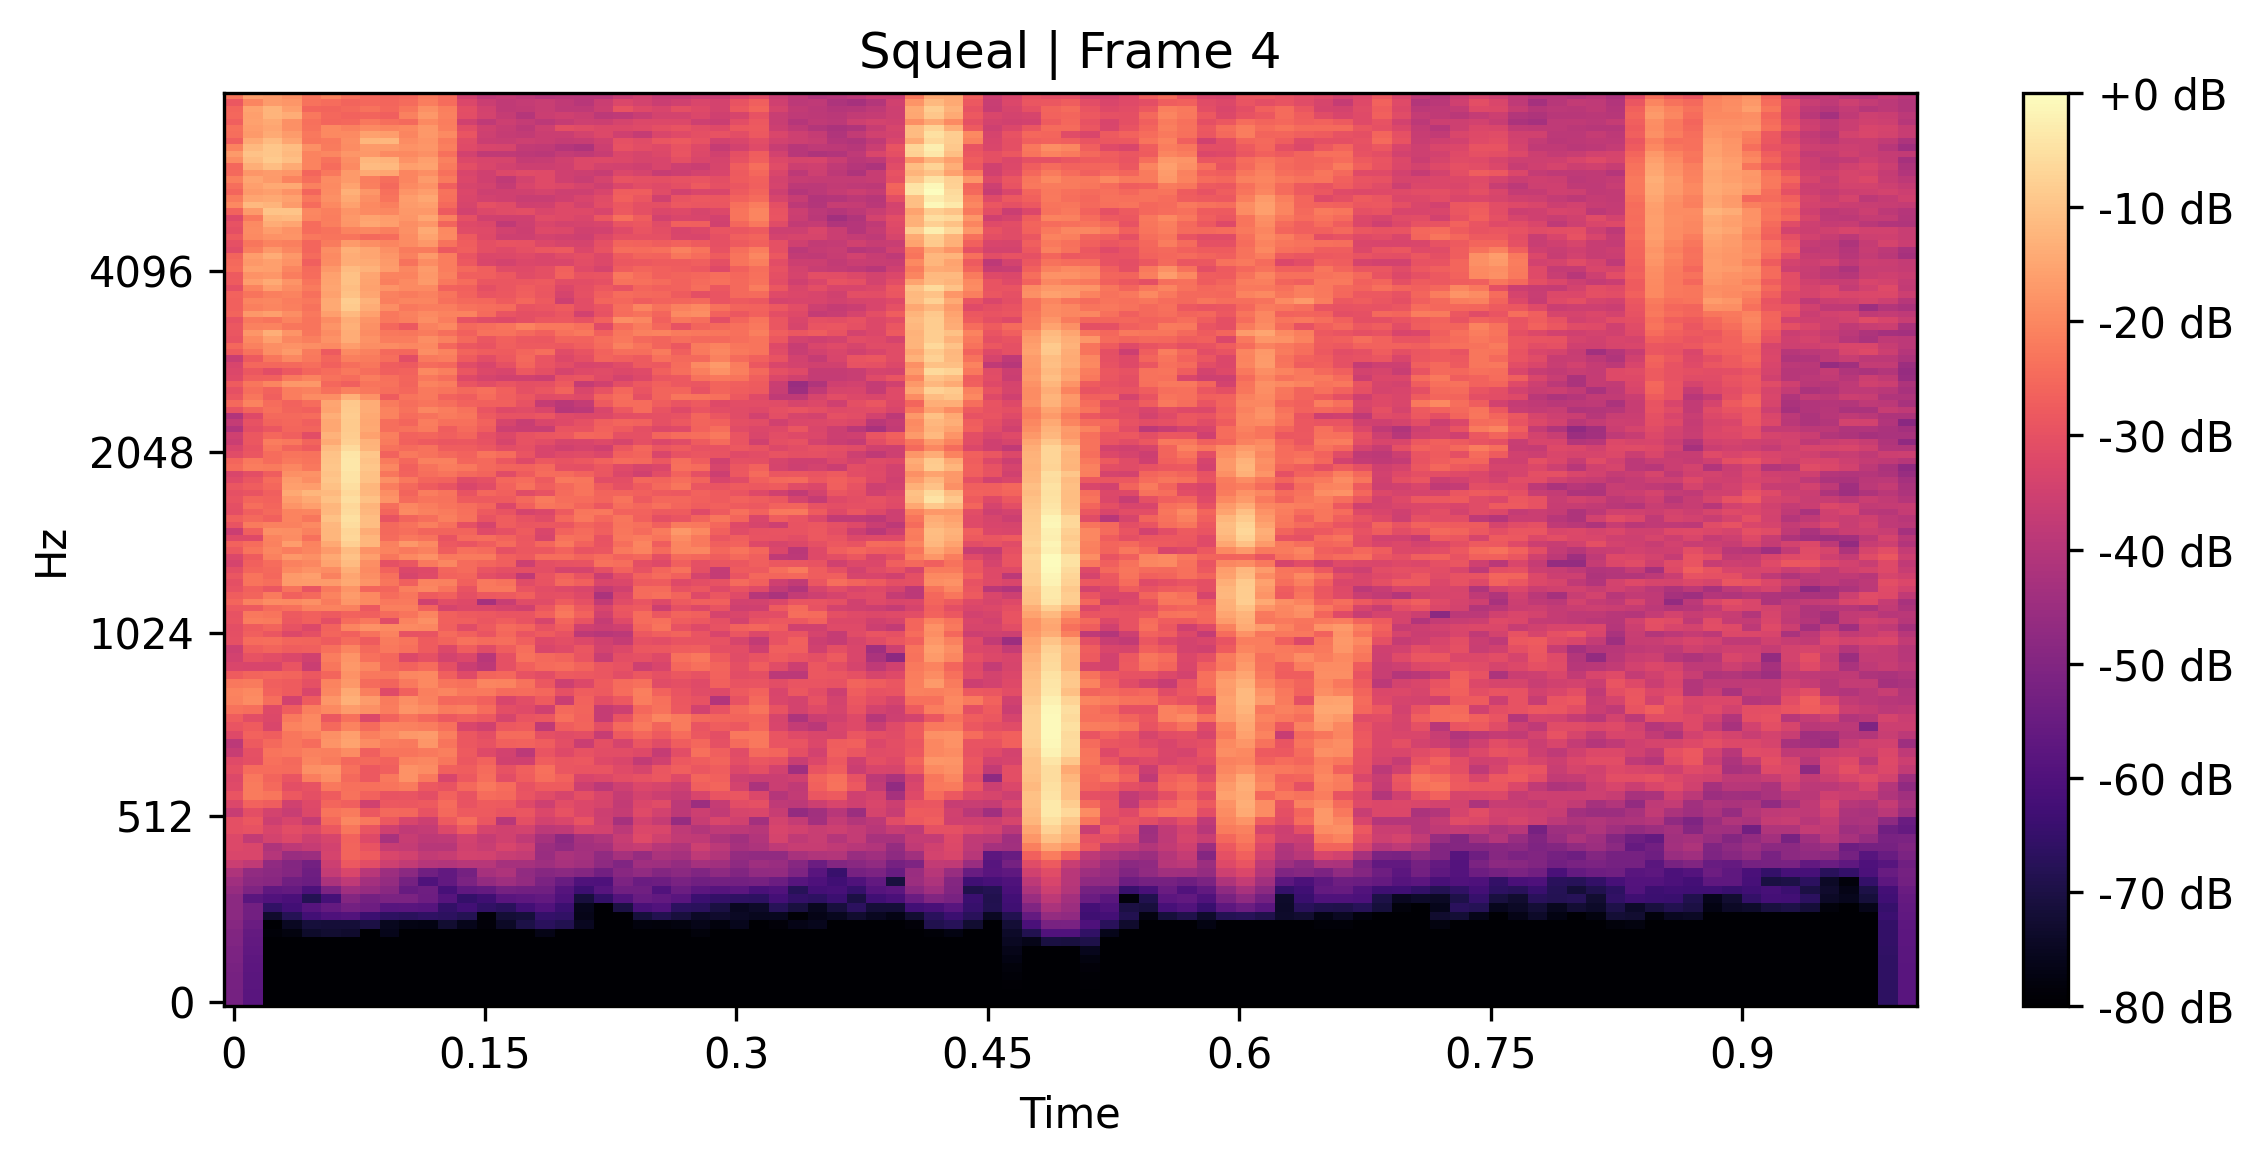 Squeal | Frame 4
Hz
4096
2048
1024
512
0
0 0.15 0.3 0.45 0.6 0.75 0.9
Time
+0 dB
-10 dB
-20 dB
-30 dB
-40 dB
-50 dB
-60 dB
-70 dB
-80 dB